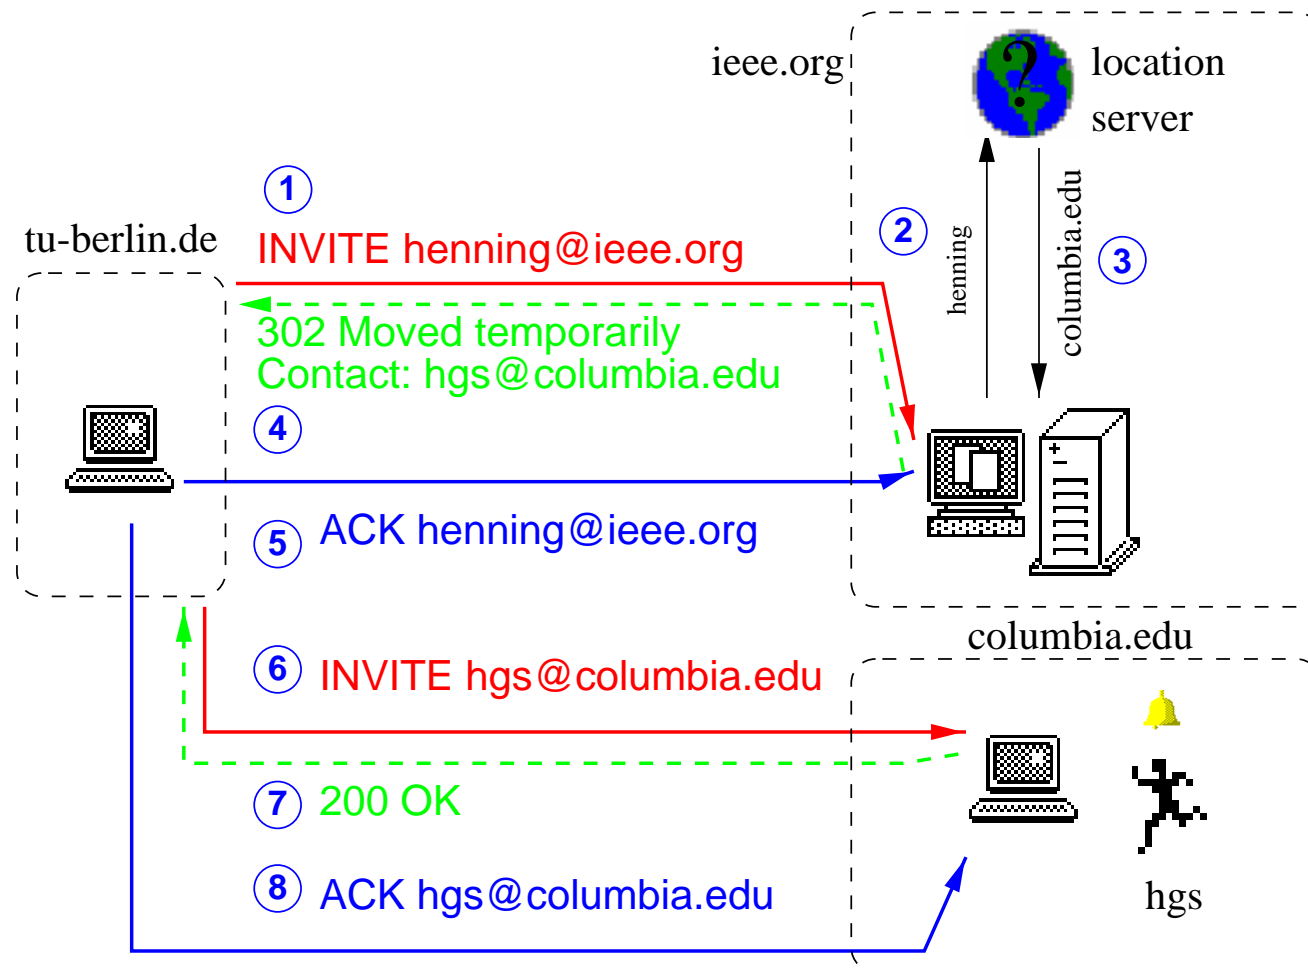 ieee.org
?
location
server
1
tu-berlin.de
INVITE henning@ieee.org
2
henning
columbia.edu
3
302 Moved temporarily
Contact: hgs@columbia.edu
4
5
ACK henning@ieee.org
columbia.edu
6
INVITE hgs@columbia.edu
7
200 OK
8
ACK hgs@columbia.edu
hgs